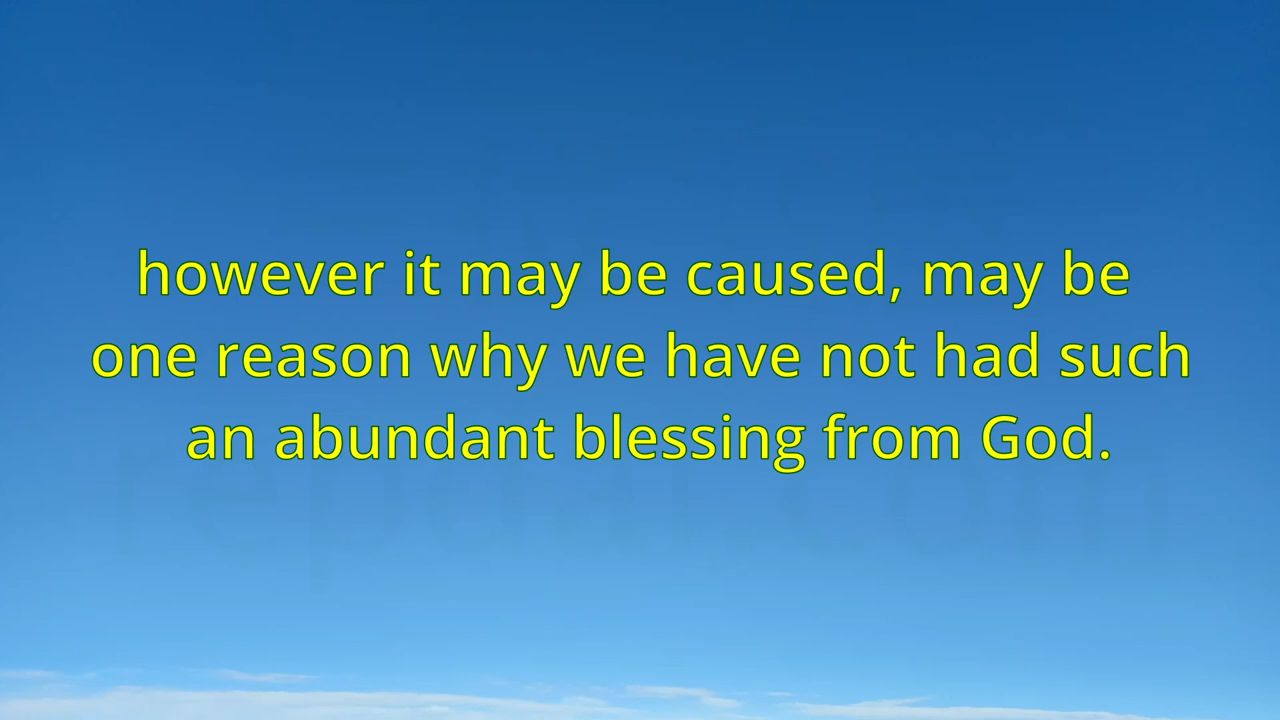 however it may be caused, may be
one reason why we have not had such
an abundant blessing from God.